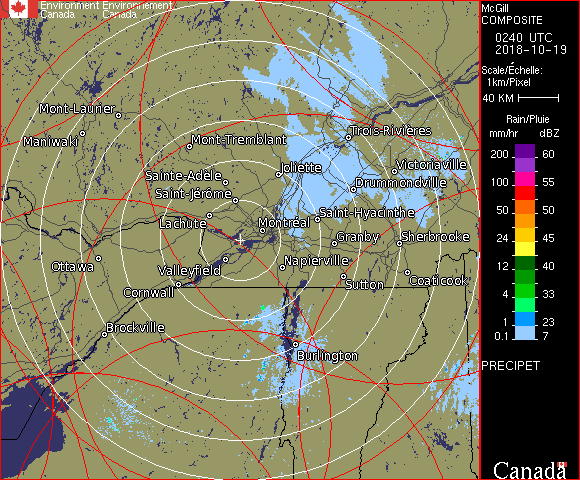 Environment Environnement
Canada Canada
McGill
COMPOSITE
0240 UTC
2018-10-19
Scale/Échelle:
1km/Pixel
40 KM
Rain/Pluie
mm/hr dBZ
200 60
100 55
50 50
24 45
12 40
4 33
1 23
0.1 7
PRECIPET
Canada
Mont-Laurier
Maniwaki
Mont-Tremblant
Trois-Rivières
Joliette
Victoriaville
Sainte-Adèle
Drummondville
Saint-Jérôme
Lachute
Saint-Hyacinthe
Montréal
Granby
Sherbrooke
Ottawa
Valleyfield
Napierville
Cornwall
Sutton
Coaticook
Brockville
Burlington